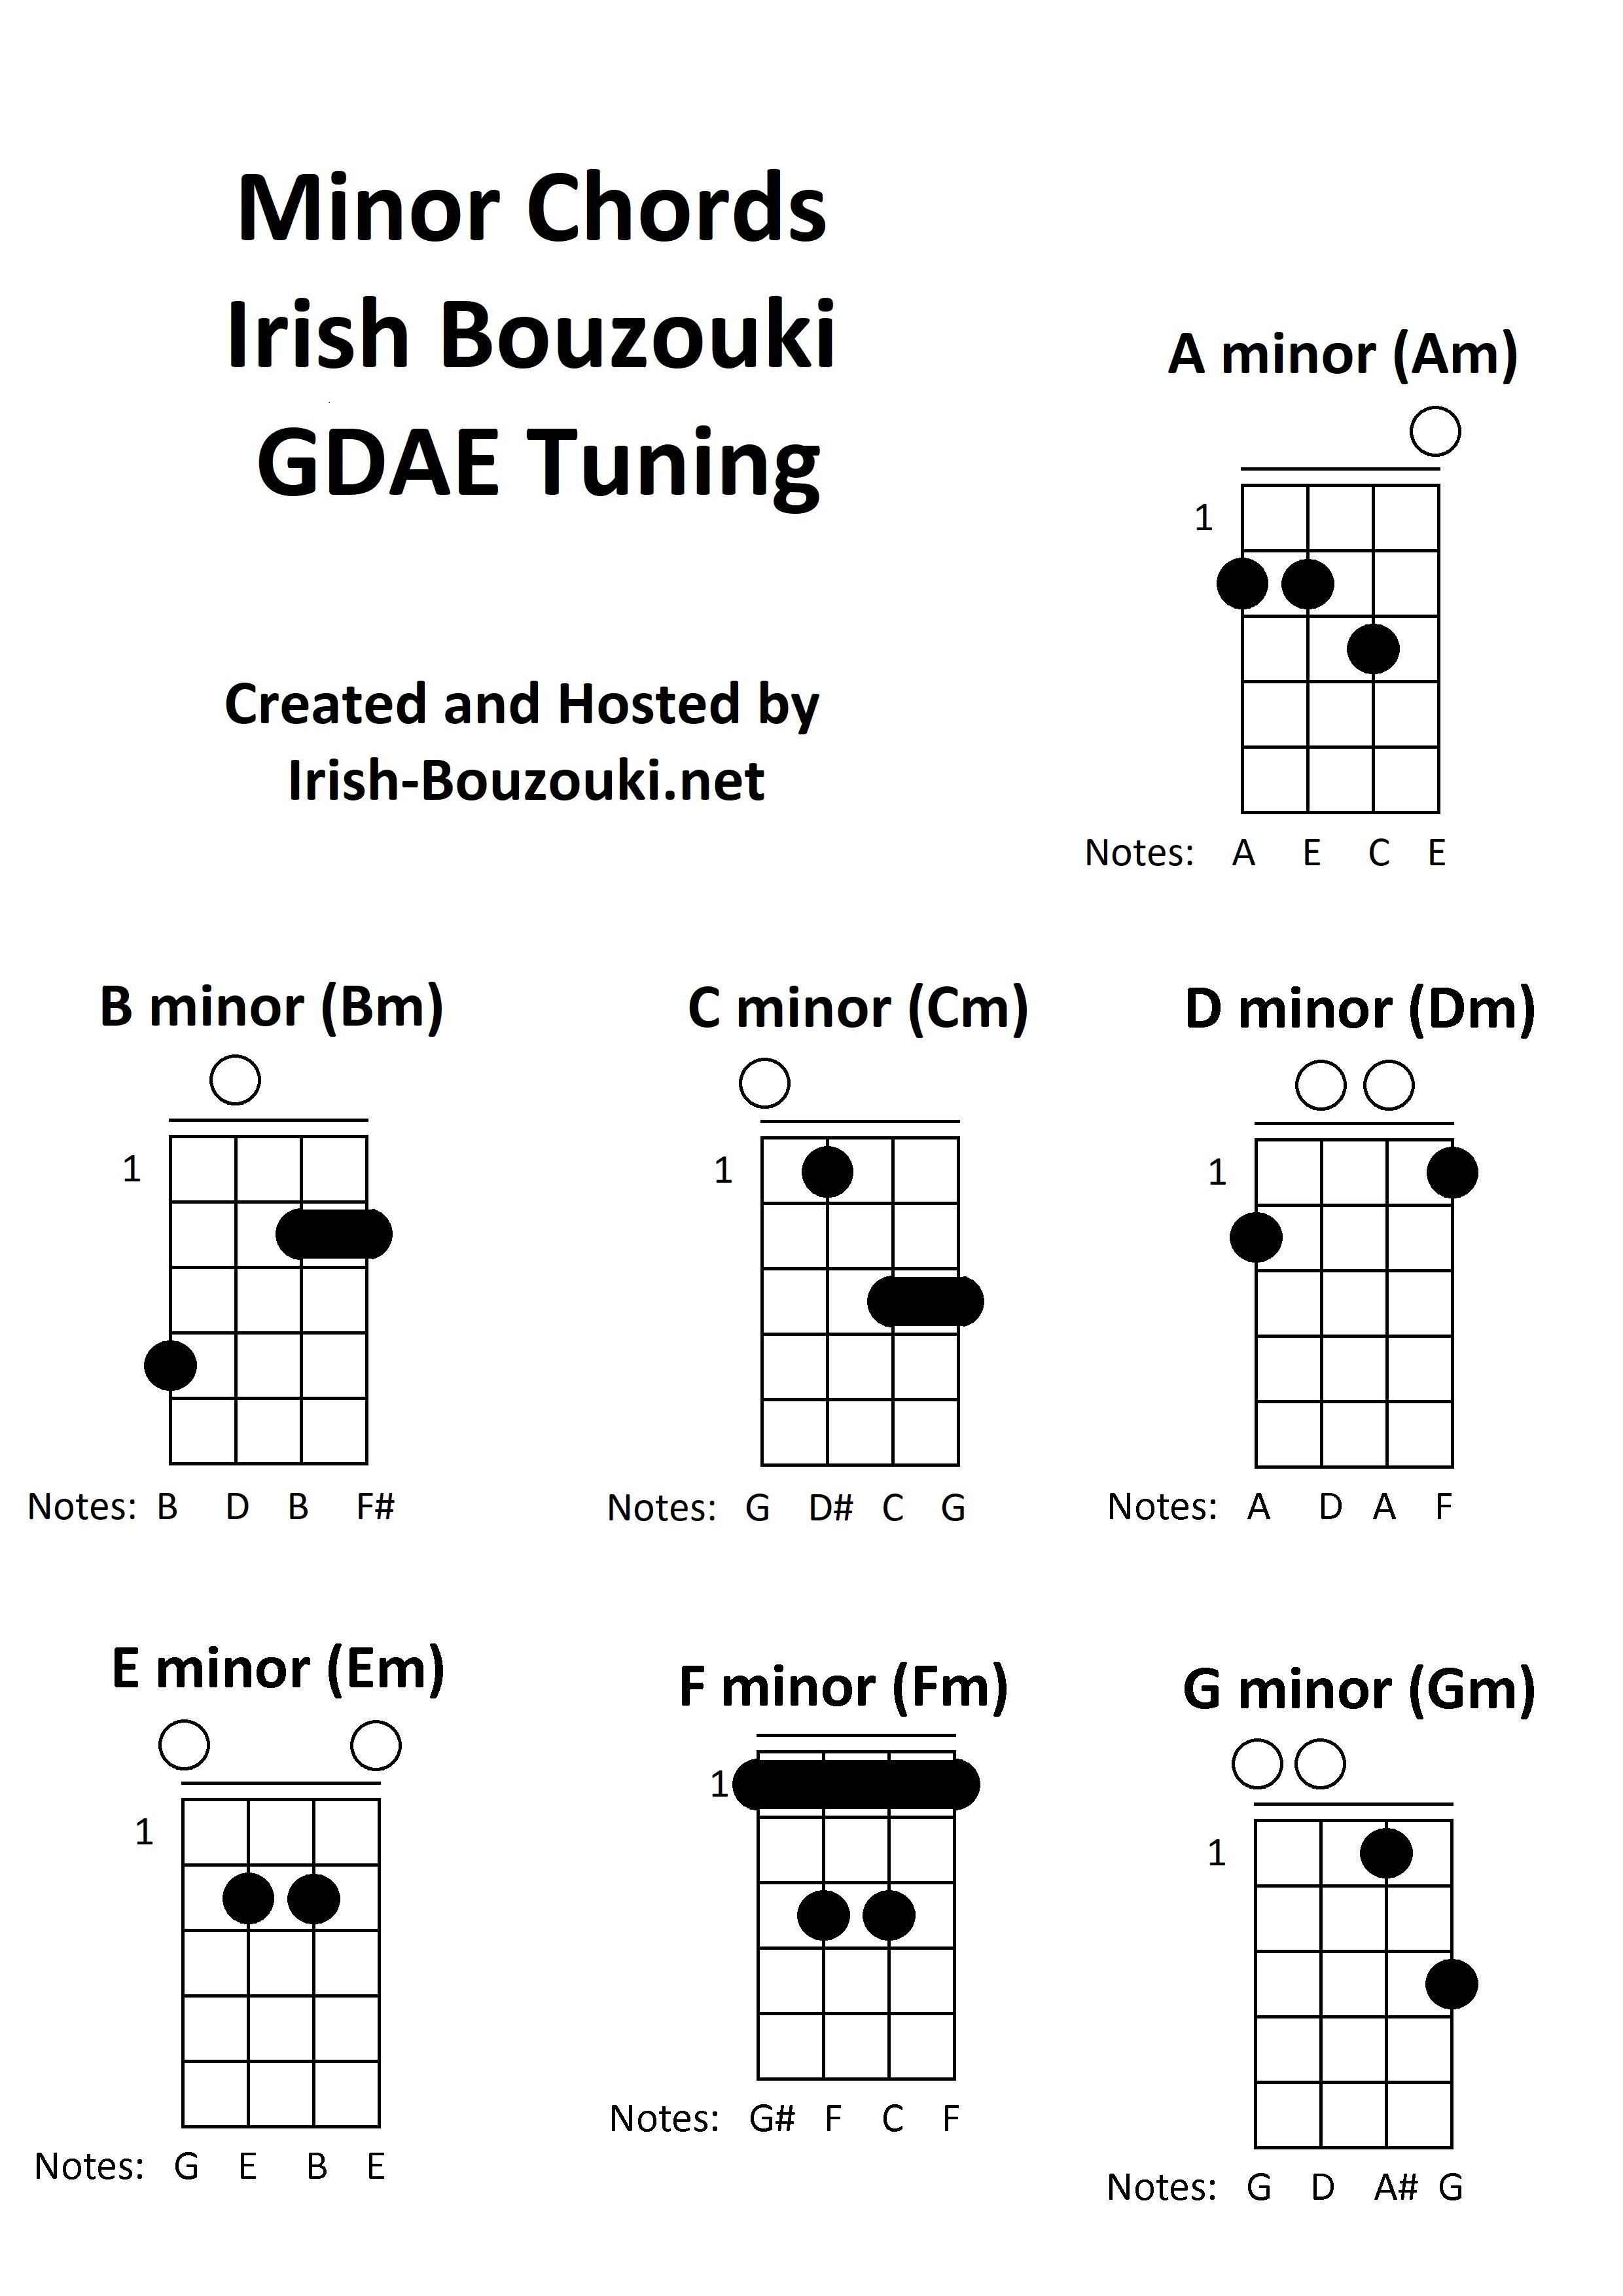 Minor Chords
Irish Bouzouki
GDAE Tuning
Created and Hosted by
Irish-Bouzouki.net
A minor (Am)
1
Notes: A E C E
B minor (Bm)
1
Notes: B D B F#
C minor (Cm)
1
Notes: G D# C G
D minor (Dm)
1
Notes: A D A F
E minor (Em)
1
Notes: G E B E
F minor (Fm)
1
Notes: G# F C F
G minor (Gm)
1
Notes: G D A# G